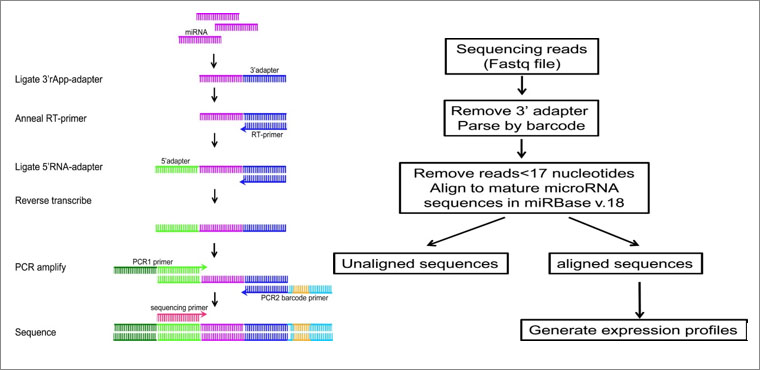 miRNA
Ligate 3'rApp-adapter
3'adapter
Anneal RT-primer
RT-primer
Ligate 5'RNA-adapter
5'adapter
Reverse transcribe
PCR amplify
PCR1 primer
PCR2 barcode primer
sequencing primer
Sequence
Sequencing reads
(Fastq file)
Remove 3' adapter
Parse by barcode
Remove reads<17 nucleotides
Align to mature microRNA
sequences in miRBase v.18
Unaligned sequences
aligned sequences
Generate expression profiles